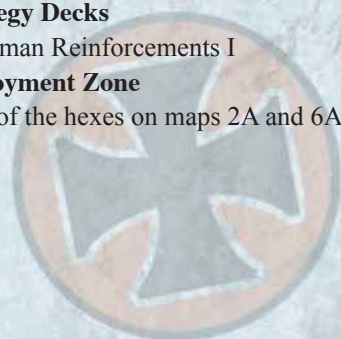 egy Decks
man Reinforcements I
oyment Zone
of the hexes on maps 2A and 6A